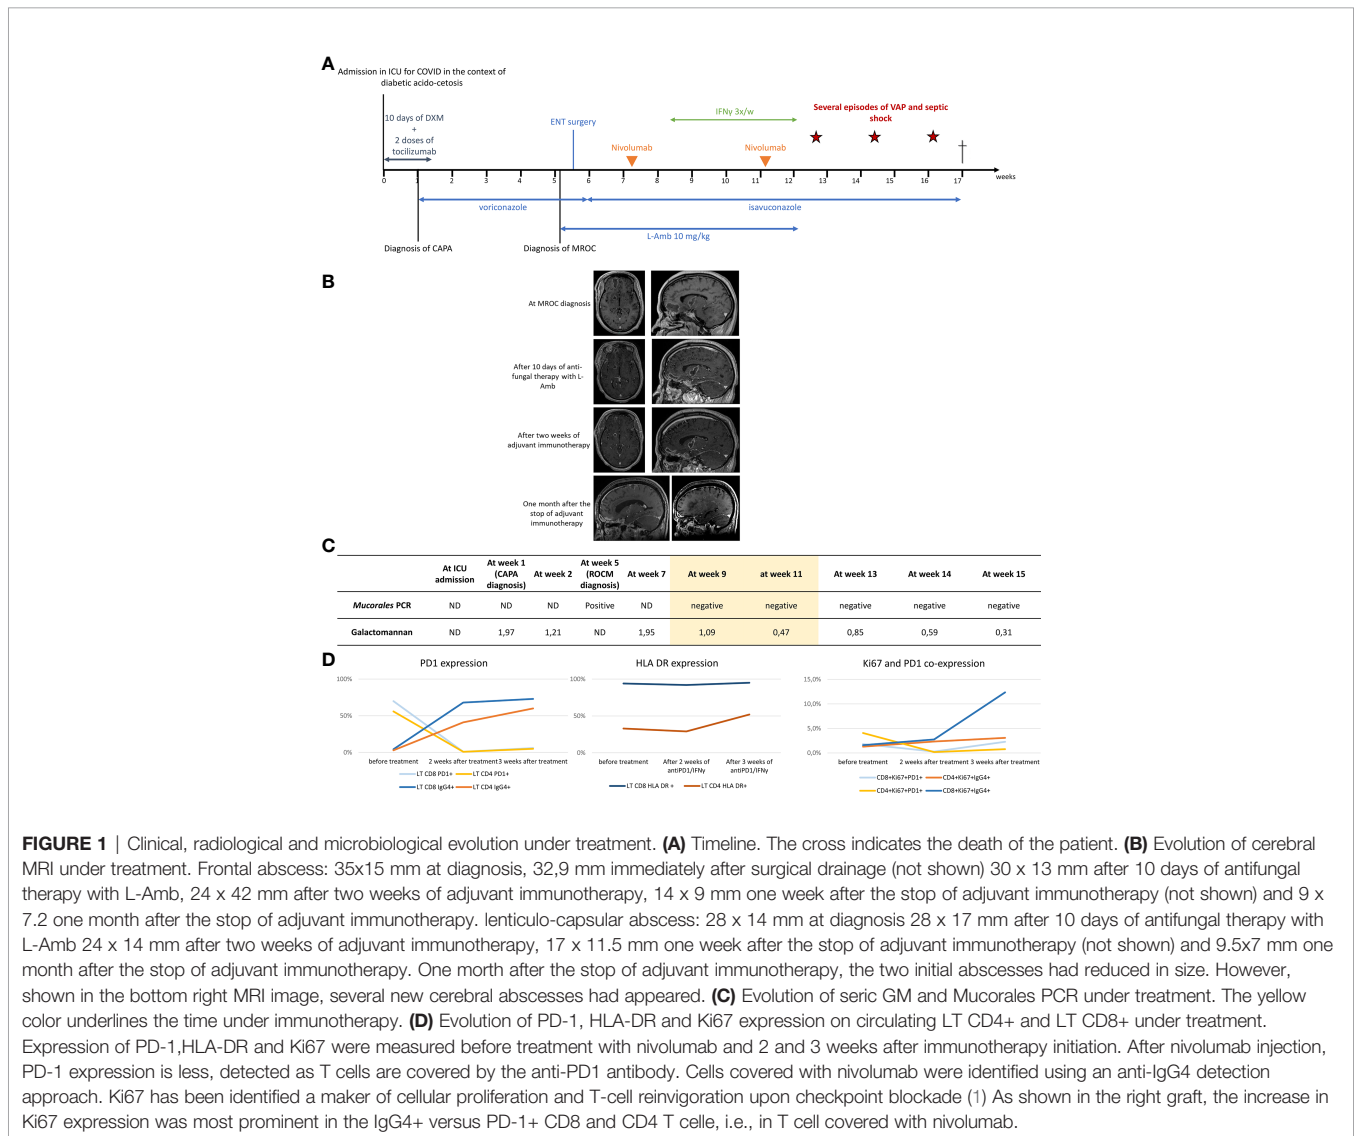 A
Admission in ICU for COVID in the context of
diabetic acido-cetosis
10 days of DXM
+
2 doses of
tocilizumab
ENT surgery
IFNγ 3x/w
Several episodes of VAP and septic
shock
Nivolumab
Nivolumab
0 1 2 3 4 5 6 7 8 9 10 11 12 13 14 15 16 17 weeks
voriconazole
isavuconazole
L-Amb 10 mg/kg
Diagnosis of CAPA
Diagnosis of MROC
B
At MROC diagnosis
After 10 days of anti-
fungal therapy with L-
Amb
After two weeks of
adjuvant immunotherapy
One month after the
stop of adjuvant
immunotherapy
C
At ICU admission | At week 1 (CAPA diagnosis) | At week 2 | At week 5 (ROCM diagnosis) | At week 7 | At week 9 | at week 11 | At week 13 | At week 14 | At week 15
Mucorales PCR | ND | ND | ND | Positive | ND | negative | negative | negative | negative | negative
Galactomannan | ND | 1,97 | 1,21 | ND | 1,95 | 1,09 | 0,47 | 0,85 | 0,59 | 0,31
D
PD1 expression
100%
50%
0%
before treatment 2 weeks after treatment 3 weeks after treatment
LT CD8 PD1+ LT CD4 PD1+
LT CD8 IgG4+ LT CD4 IgG4+
HLA DR expression
100%
50%
0%
before treatment After 2 weeks of antiPD1/IFNγ After 3 weeks of antiPD1/IFNγ
LT CD8 HLA DR + LT CD4 HLA DR+
Ki67 and PD1 co-expression
15,0%
10,0%
5,0%
0,0%
before treatment 2 weeks after treatment 3 weeks after treatment
CD8+Ki67+PD1+ CD4+Ki67+IgG4+
CD4+Ki67+PD1+ CD8+Ki67+IgG4+
FIGURE 1 | Clinical, radiological and microbiological evolution under treatment. (A) Timeline. The cross indicates the death of the patient. (B) Evolution of cerebral
MRI under treatment. Frontal abscess: 35x15 mm at diagnosis, 32,9 mm immediately after surgical drainage (not shown) 30 x 13 mm after 10 days of antifungal
therapy with L-Amb, 24 x 42 mm after two weeks of adjuvant immunotherapy, 14 x 9 mm one week after the stop of adjuvant immunotherapy (not shown) and 9 x
7.2 one month after the stop of adjuvant immunotherapy. lenticulo-capsular abscess: 28 x 14 mm at diagnosis 28 x 17 mm after 10 days of antifungal therapy with
L-Amb 24 x 14 mm after two weeks of adjuvant immunotherapy, 17 x 11.5 mm one week after the stop of adjuvant immunotherapy (not shown) and 9.5x7 mm one
month after the stop of adjuvant immunotherapy. One morth after the stop of adjuvant immunotherapy, the two initial abscesses had reduced in size. However,
shown in the bottom right MRI image, several new cerebral abscesses had appeared. (C) Evolution of seric GM and Mucorales PCR under treatment. The yellow
color underlines the time under immunotherapy. (D) Evolution of PD-1, HLA-DR and Ki67 expression on circulating LT CD4+ and LT CD8+ under treatment.
Expression of PD-1,HLA-DR and Ki67 were measured before treatment with nivolumab and 2 and 3 weeks after immunotherapy initiation. After nivolumab injection,
PD-1 expression is less, detected as T cells are covered by the anti-PD1 antibody. Cells covered with nivolumab were identified using an anti-IgG4 detection
approach. Ki67 has been identified a maker of cellular proliferation and T-cell reinvigoration upon checkpoint blockade (1) As shown in the right graft, the increase in
Ki67 expression was most prominent in the IgG4+ versus PD-1+ CD8 and CD4 T celle, i.e., in T cell covered with nivolumab.